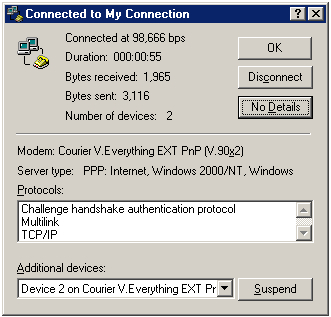 Connected to My Connection
Connected at 98,666 bps
OK
Duration: 000:00:55
Bytes received: 1,965
Disconnect
Bytes sent: 3,116
No Details
Number of devices: 2
Modem: Courier V.Everything EXT PnP (V.90x2)
Server type: PPP: Internet, Windows 2000/NT, Windows
Protocols:
Challenge handshake authentication protocol
Multilink
TCP/IP
Additional devices:
Device 2 on Courier V.Everything EXT Pr
Suspend